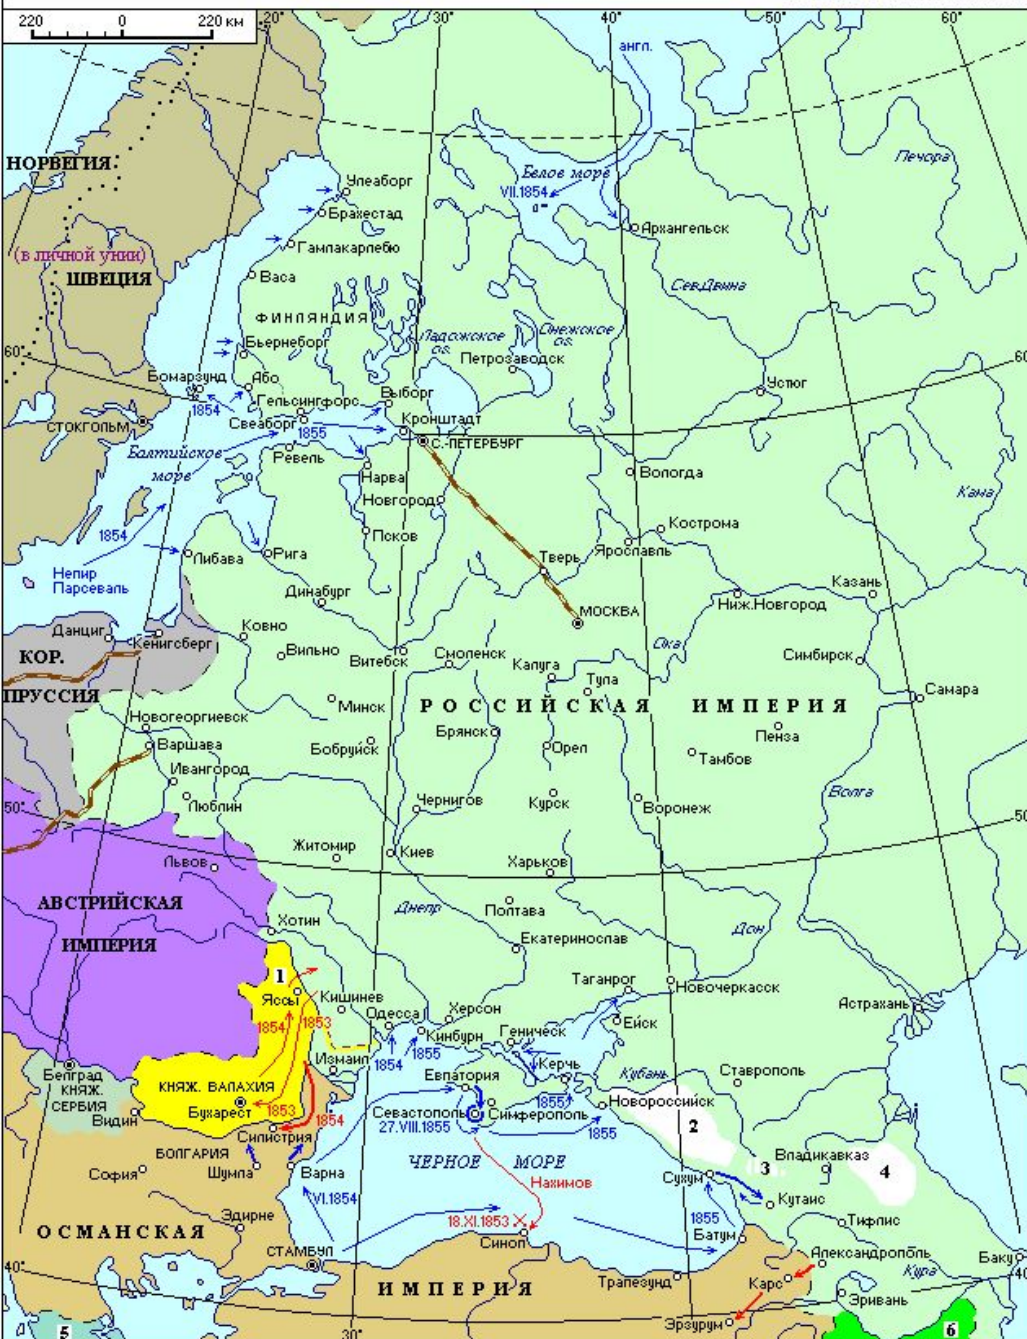 220 0 220 км
20°
30°
40°
50°
60°
англ.
НОРВЕГИЯ
Печора
Белое море
VII.1854
Улеаборг
Брахестад
Архангельск
Гамлакарлебю
(в личной унии)
ШВЕЦИЯ
Васа
Сев.Двина
ФИНЛЯНДИЯ
Ладожское
оз.
Онежское
оз.
Бьернеборг
60°
60
Петрозаводск
Бомарзунд
Або
Устюг
Выборг
1854
Гельсингфорс
Кронштадт
СТОКГОЛЬМ
Свеаборг
1855
С.-ПЕТЕРБУРГ
Балтийское
море
Ревель
Нарва
Вологда
Новгород
Кама
1854
Псков
Кострома
Либава
Рига
Тверь
Ярославль
Непир
Парсеваль
Динабург
Казань
Ниж.Новгород
МОСКВА
Данциг
Кенигсберг
Ковно
Ока
КОР.
Вильно
Витебск
Смоленск
Калуга
Симбирск
ПРУССИЯ
Тула
Самара
Минск
РОССИЙСКАЯ ИМПЕРИЯ
Новогеоргиевск
Брянск
Пенза
Варшава
Бобруйск
Орел
Тамбов
Ивангород
Люблин
Волга
50°
50
Чернигов
Курск
Воронеж
Житомир
Киев
Львов
Харьков
АВСТРИЙСКАЯ
Днепр
Полтава
Хотин
Дон
ИМПЕРИЯ
Екатеринослав
1
Таганрог
Яссы
Кишинев
Новочеркасск
Астрахань
Херсон
1854
1853
Одесса
Кинбурн
Геническ
Ейск
1854
1855
Измаил
Белград
Керчь
Кубань
Ставрополь
КНЯЖ. ВАЛАХИЯ
Евпатория
КНЯЖ.
СЕРБИЯ
Бухарест
1853
1854
1855
Новороссийск
Видин
Севастополь
Симферополь
27.VIII.1855
1855
2
Силистрия
БОЛГАРИЯ
ЧЕРНОЕ МОРЕ
3
Владикавказ
4
София
Шумла
Варна
Сухум
Нахимов
VI.1854
Кутаис
Эдирне
18.XI.1853
1855
Тифлис
ОСМАНСКАЯ
Синоп
Батум
СТАМБУЛ
Александрополь
Баку
40°
40
Трапезунд
Карс
Кура
ИМПЕРИЯ
Эривань
Эрзурум
5
30°
6